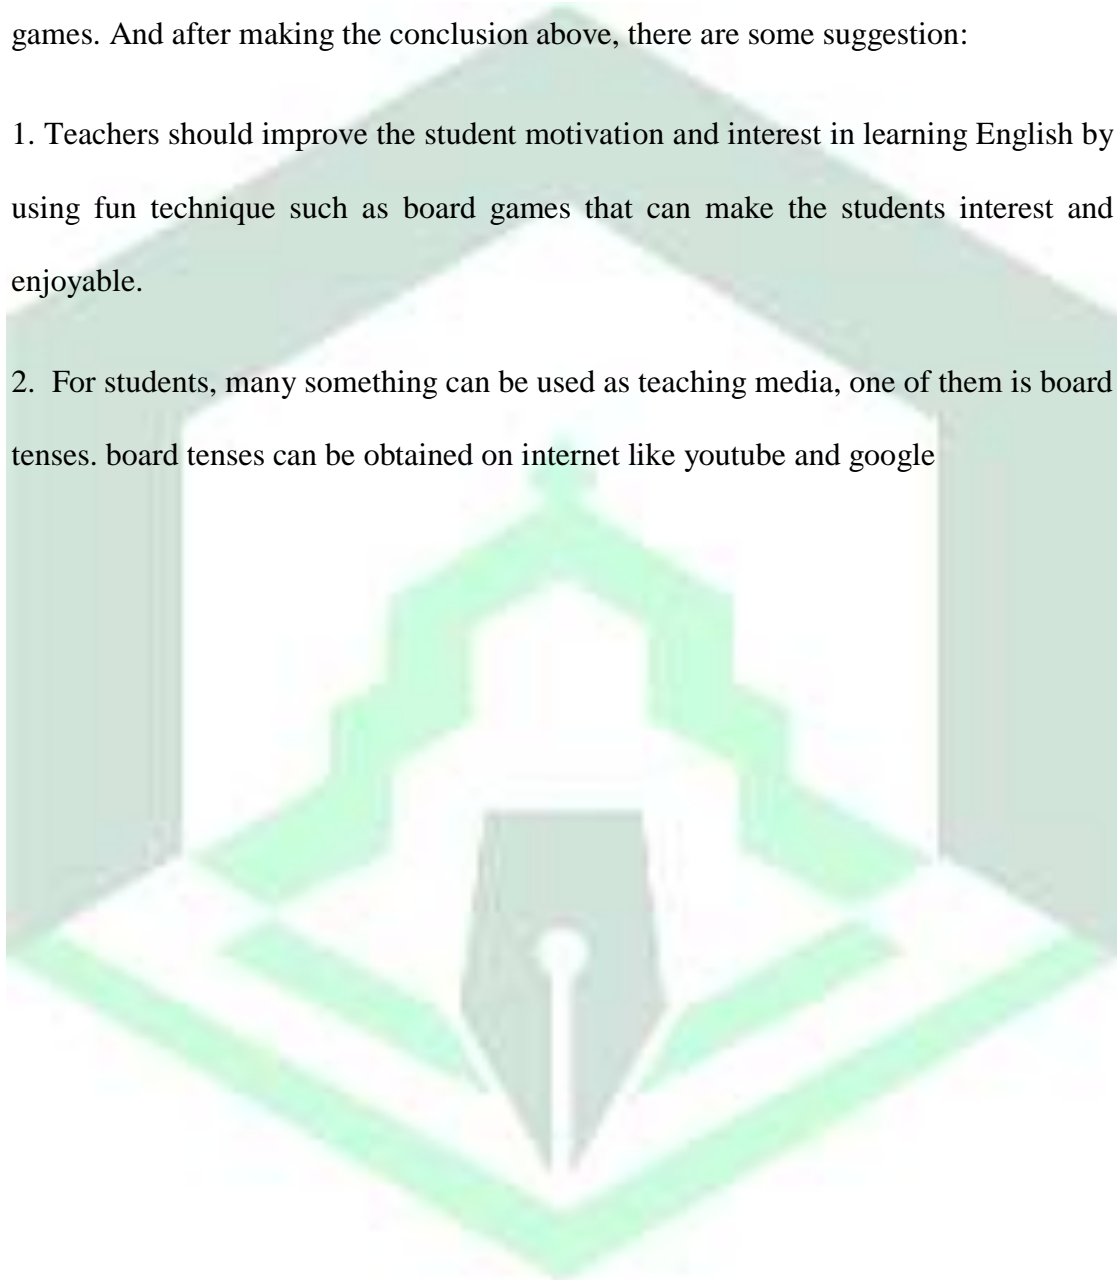 games. And after making the conclusion above, there are some suggestion:
1. Teachers should improve the student motivation and interest in learning English by
using fun technique such as board games that can make the students interest and
enjoyable.
2. For students, many something can be used as teaching media, one of them is board
tenses. board tenses can be obtained on internet like youtube and google